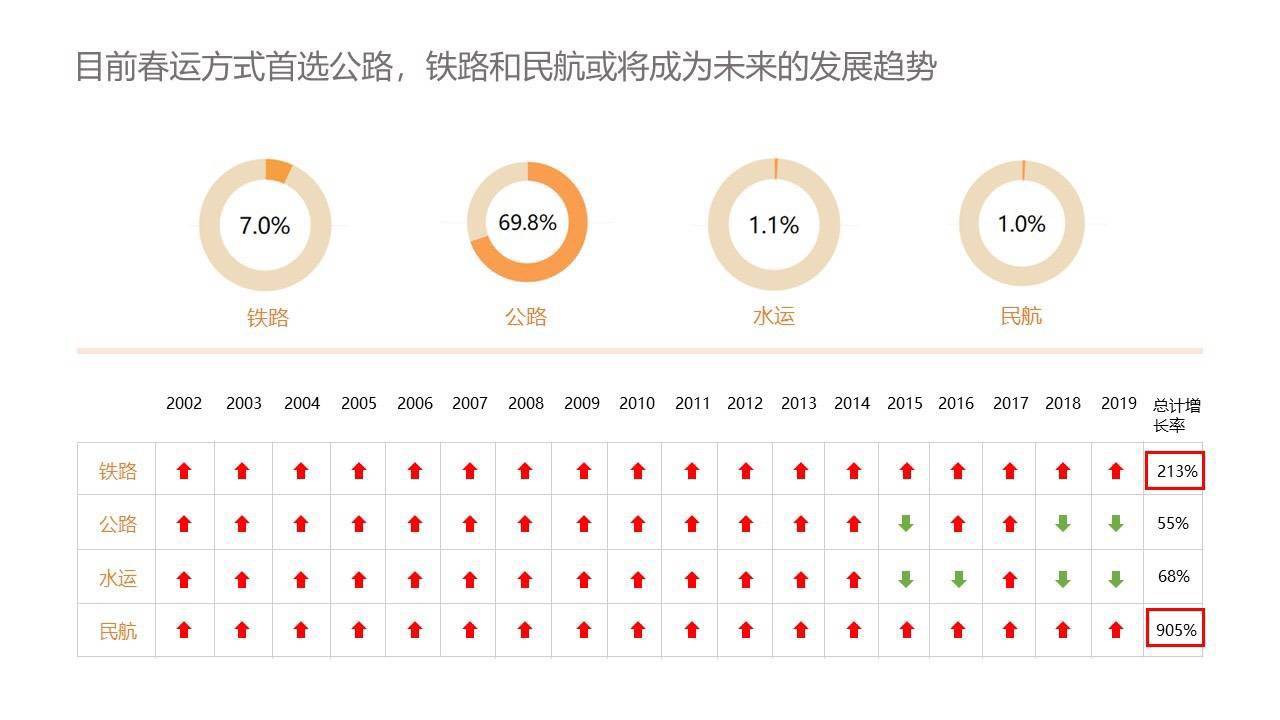 目前春运方式首选公路，铁路和民航或将成为未来的发展趋势
7.0% 69.8% 1.1% 1.0%
铁路 公路 水运 民航
2002 2003 2004 2005 2006 2007 2008 2009 2010 2011 2012 2013 2014 2015 2016 2017 2018 2019 总计增
长率
铁路 213%
公路 55%
水运 68%
民航 905%